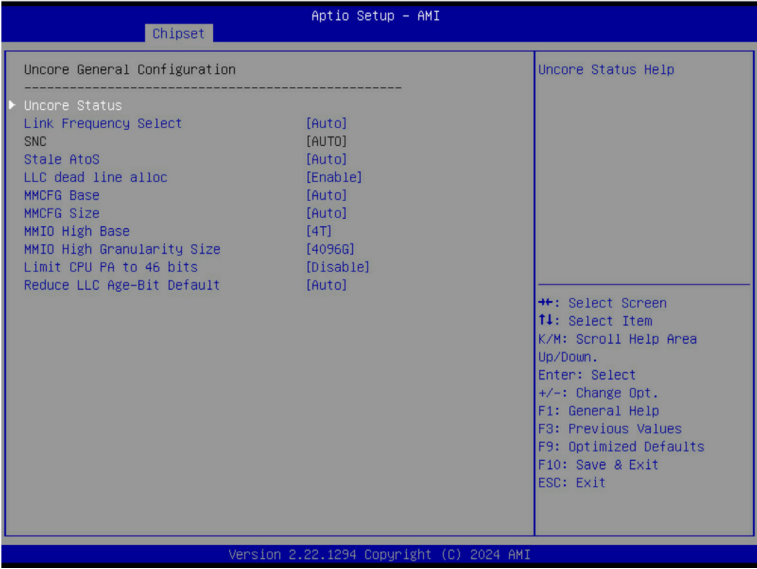 Aptio Setup – AMI
Chipset
Uncore General Configuration
--------------------------------------------------
Uncore Status
Link Frequency Select [Auto]
SNC [AUTO]
Stale AtoS [Auto]
LLC dead line alloc [Enable]
MMCFG Base [Auto]
MMCFG Size [Auto]
MMIO High Base [4T]
MMIO High Granularity Size [4096G]
Limit CPU PA to 46 bits [Disable]
Reduce LLC Age-Bit Default [Auto]
Uncore Status Help
→←: Select Screen
↑↓: Select Item
K/M: Scroll Help Area
Up/Down.
Enter: Select
+/-: Change Opt.
F1: General Help
F3: Previous Values
F9: Optimized Defaults
F10: Save & Exit
ESC: Exit
Version 2.22.1294 Copyright (C) 2024 AMI